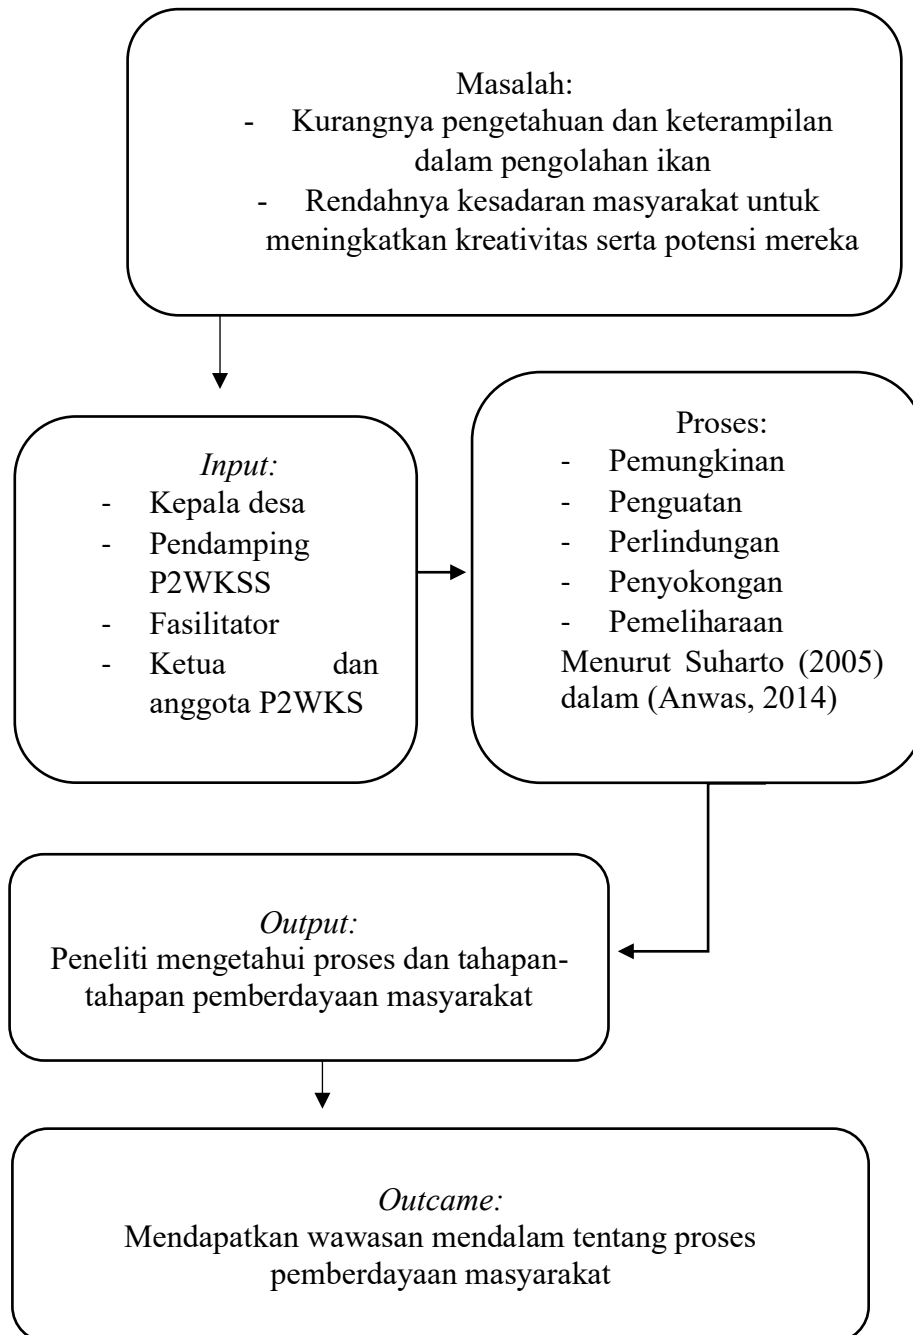 Masalah:
- Kurangnya pengetahuan dan keterampilan
dalam pengolahan ikan
- Rendahnya kesadaran masyarakat untuk
meningkatkan kreativitas serta potensi mereka
Input:
- Kepala desa
- Pendamping
P2WKSS
- Fasilitator
- Ketua dan
anggota P2WKS
Proses:
- Pemungkinan
- Penguatan
- Perlindungan
- Penyokongan
- Pemeliharaan
Menurut Suharto (2005)
dalam (Anwas, 2014)
Output:
Peneliti mengetahui proses dan tahapan-
tahapan pemberdayaan masyarakat
Outcame:
Mendapatkan wawasan mendalam tentang proses
pemberdayaan masyarakat